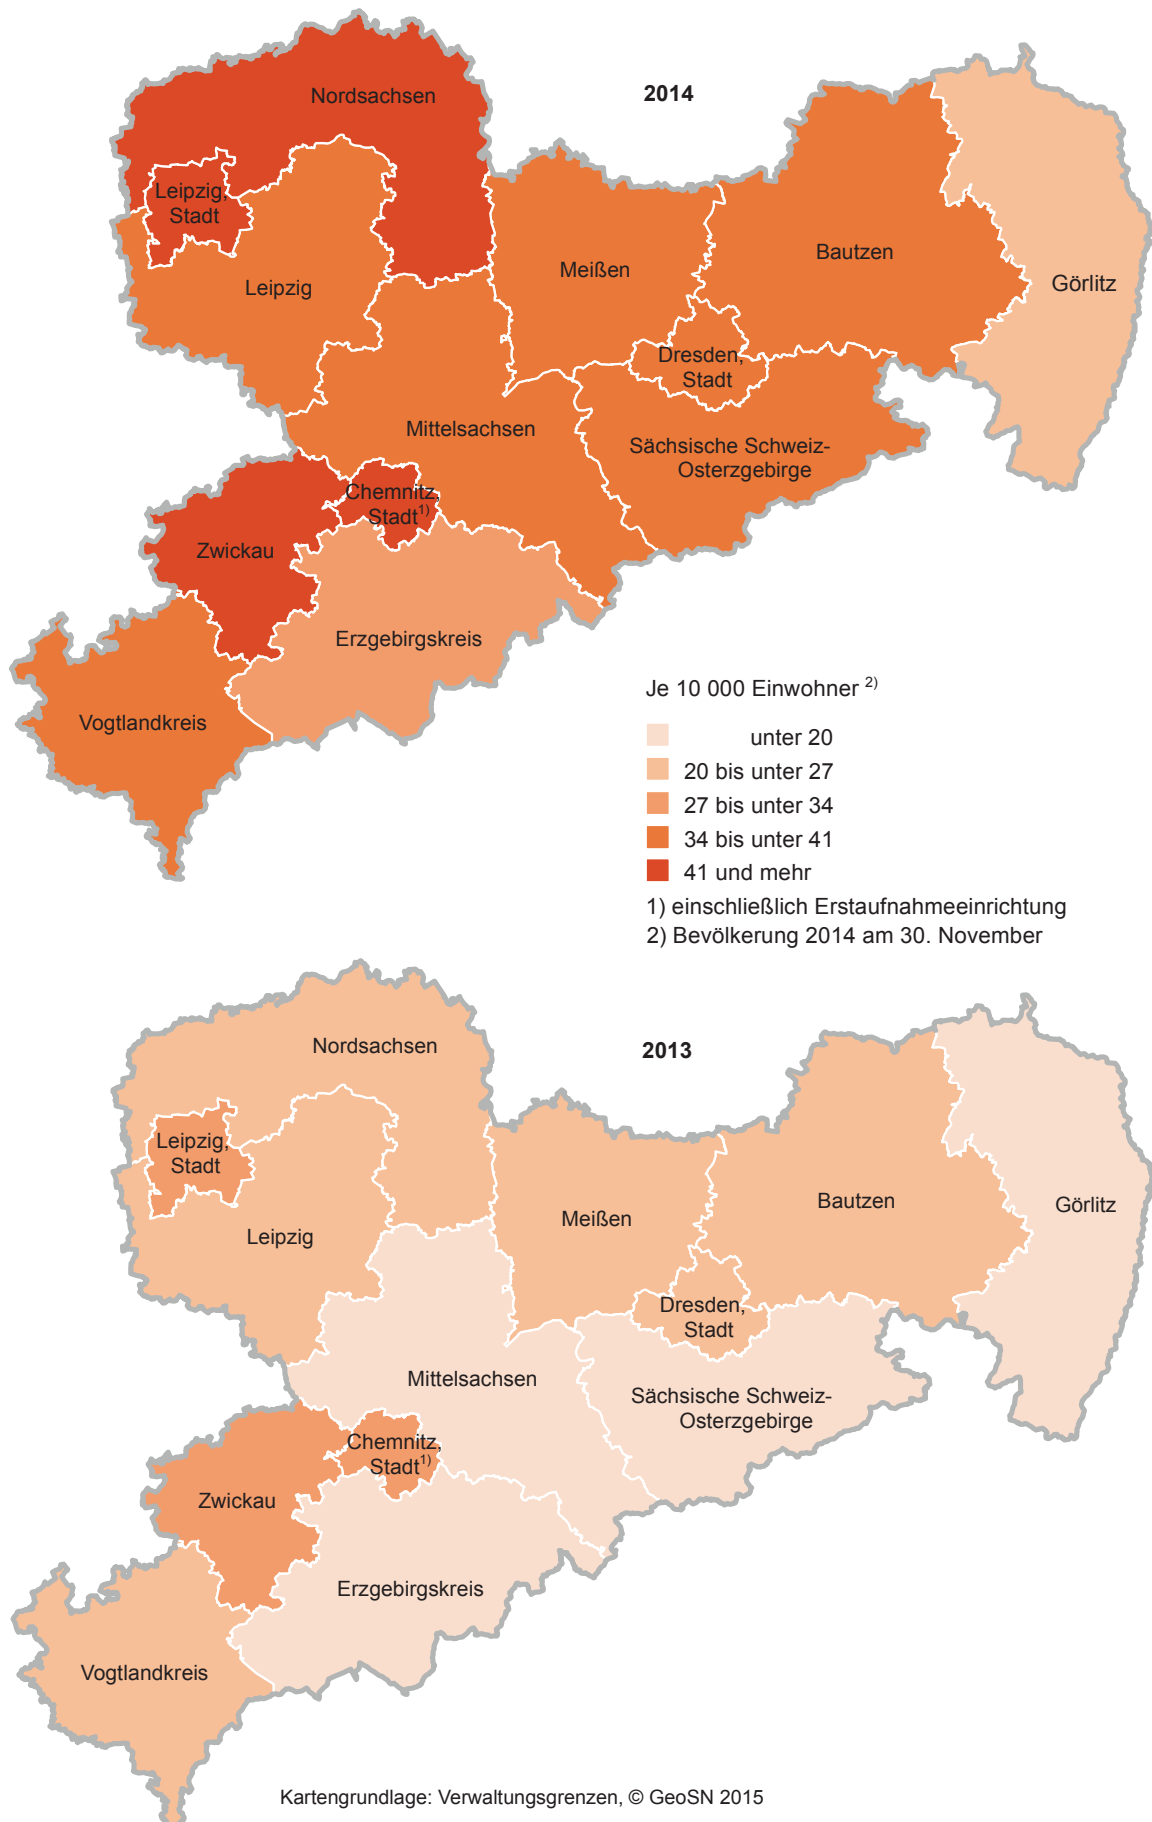 2014
Nordsachsen
Leipzig,
Stadt
Leipzig
Meißen
Bautzen
Görlitz
Dresden,
Stadt
Mittelsachsen
Sächsische Schweiz-
Osterzgebirge
Chemnitz,
Stadt1)
Zwickau
Erzgebirgskreis
Vogtlandkreis
Je 10 000 Einwohner 2)
unter 20
20 bis unter 27
27 bis unter 34
34 bis unter 41
41 und mehr
1) einschließlich Erstaufnahmeeinrichtung
2) Bevölkerung 2014 am 30. November
2013
Nordsachsen
Leipzig,
Stadt
Leipzig
Meißen
Bautzen
Görlitz
Dresden,
Stadt
Mittelsachsen
Sächsische Schweiz-
Osterzgebirge
Chemnitz,
Stadt1)
Zwickau
Erzgebirgskreis
Vogtlandkreis
Kartengrundlage: Verwaltungsgrenzen, © GeoSN 2015